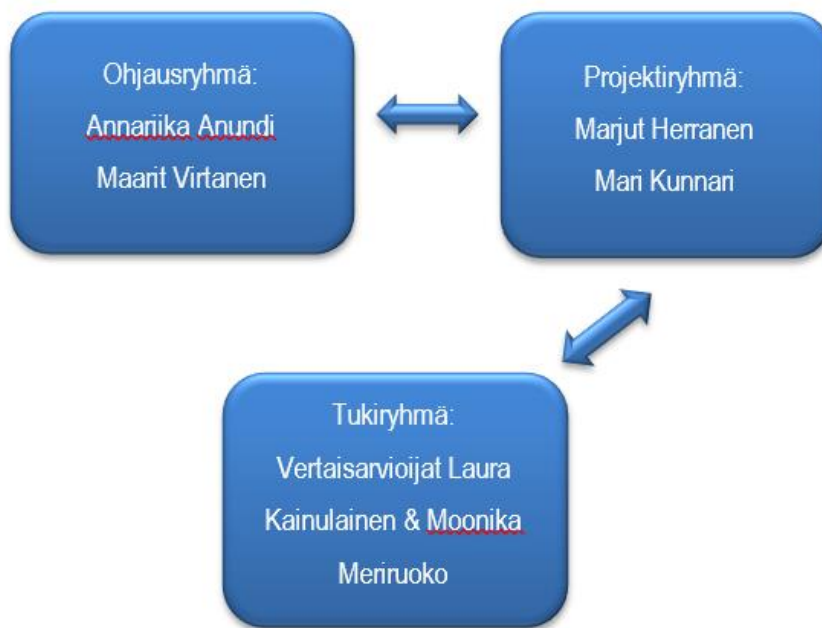 Ohjausryhmä:
Annariika Anundi
Maarit Virtanen
Projektiryhmä:
Marjut Herranen
Mari Kunnari
Tukiryhmä:
Vertaisarvioijat Laura
Kainulainen & Moonika
Meriruoko